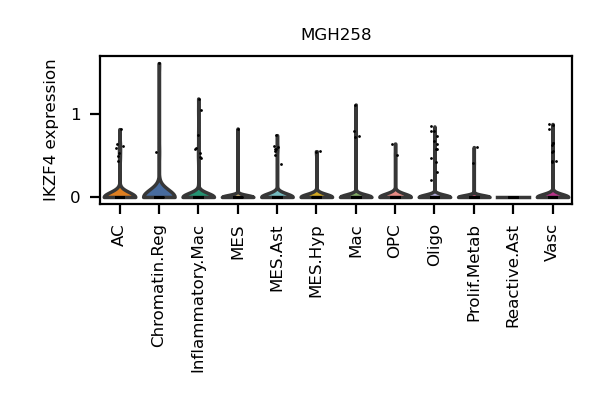 MGH258
IKZF4 expression
1
0
AC
Chromatin.Reg
Inflammatory.Mac
MES
MES.Ast
MES.Hyp
Mac
OPC
Oligo
Prolif.Metab
Reactive.Ast
Vasc